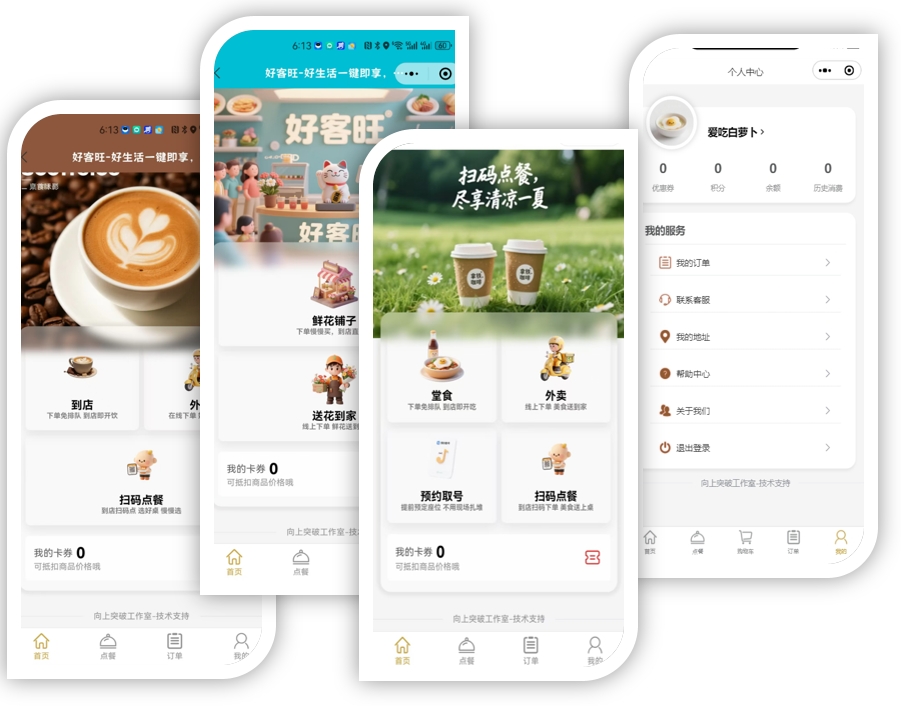 6:13
好客旺-好生活一键即享，
原客味蕾
到店
下单免排队 到店即开饮
外
在线下单
扫码点餐
到店扫码点 选好桌 慢慢选
我的卡券 0
可抵扣商品价格哦
向上突破工作室-技术支持
首页
点餐
订单
我的
6:13
60
好客旺-好生活一键即享，
好客旺
好客旺
鲜花铺子
下单慢慢买，到店直
送花到家
线上下单 鲜花送到
我的卡券 0
可抵扣商品价格哦
向上突破工作室-技
首页
点餐
扫码点餐，
尽享清凉一夏
堂食
下单免排队 到店即开吃
外卖
线上下单 美食送到家
预约取号
提前预定座位 不用现场扎堆
扫码点餐
到店扫码下单 美食送上桌
我的卡券 0
可抵扣商品价格哦
向上突破工作室-技术支持
首页
点餐
订单
我的
个人中心
爱吃白萝卜 ›
0
0
0
0
优惠券
积分
余额
历史消费
我的服务
我的订单
联系客服
我的地址
帮助中心
关于我们
退出登录
向上突破工作室-技术支持
首页
点餐
购物车
订单
我的